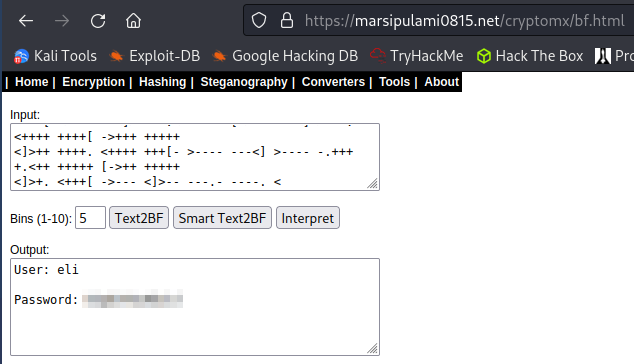 https://marsipulami0815.net/cryptomx/bf.html
Kali Tools Exploit-DB Google Hacking DB TryHackMe Hack The Box Pro
| Home | Encryption | Hashing | Steganography | Converters | Tools | About
Input:
<++++ ++++[ ->+++ +++++
<]>++ ++++. <++++ +++[- >---- ---<] >---- -.+++
+.<++ +++++ [->++ +++++
<]>+. <+++[ ->--- <]>-- ---.- ----. <
Bins (1-10): 5 Text2BF Smart Text2BF Interpret
Output:
User: eli
Password: